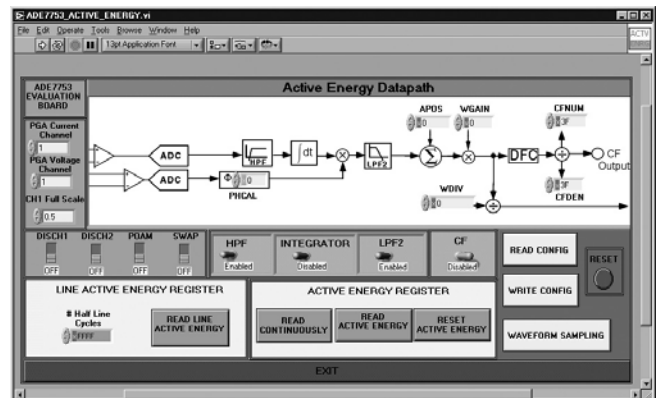 ADE7753_ACTIVE_ENERGY.vi
File Edit Operate Tools Browse Window Help
13pt Application Font
ACTV
ADE7753
EVALUATION
BOARD
Active Energy Datapath
PGA Current
Channel
1
PGA Voltage
Channel
1
CH1 Full Scale
0.5
APOS
0
WGAIN
0
CFNUM
3F
ADC
HPF
∫dt
LPF2
Σ
DFC
CF
Output
ADC
Φ
0
PHCAL
WDIV
0
3F
CFDEN
DISCH1 DISCH2 POAM SWAP
OFF OFF OFF OFF
HPF
Enabled
INTEGRATOR
Disabled
LPF2
Enabled
CF
Disabled
READ CONFIG
WRITE CONFIG
RESET
WAVEFORM SAMPLING
LINE ACTIVE ENERGY REGISTER
# Half Line
Cycles
FFFF
READ LINE
ACTIVE ENERGY
ACTIVE ENERGY REGISTER
READ
CONTINUOUSLY
READ
ACTIVE ENERGY
RESET
ACTIVE ENERGY
EXIT